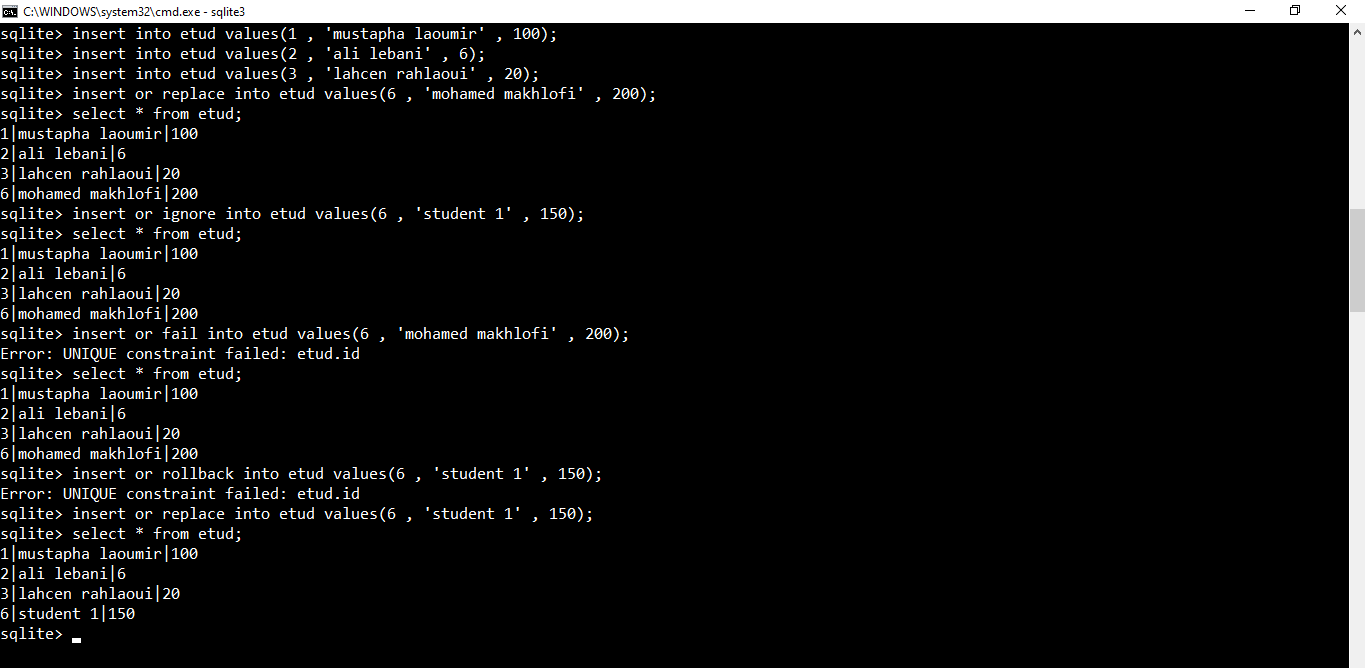 C:\WINDOWS\system32\cmd.exe - sqlite3
sqlite> insert into etud values(1 , 'mustapha laoumir' , 100);
sqlite> insert into etud values(2 , 'ali lebani' , 6);
sqlite> insert into etud values(3 , 'lahcen rahlaoui' , 20);
sqlite> insert or replace into etud values(6 , 'mohamed makhlofi' , 200);
sqlite> select * from etud;
1|mustapha laoumir|100
2|ali lebani|6
3|lahcen rahlaoui|20
6|mohamed makhlofi|200
sqlite> insert or ignore into etud values(6 , 'student 1' , 150);
sqlite> select * from etud;
1|mustapha laoumir|100
2|ali lebani|6
3|lahcen rahlaoui|20
6|mohamed makhlofi|200
sqlite> insert or fail into etud values(6 , 'mohamed makhlofi' , 200);
Error: UNIQUE constraint failed: etud.id
sqlite> select * from etud;
1|mustapha laoumir|100
2|ali lebani|6
3|lahcen rahlaoui|20
6|mohamed makhlofi|200
sqlite> insert or rollback into etud values(6 , 'student 1' , 150);
Error: UNIQUE constraint failed: etud.id
sqlite> insert or replace into etud values(6 , 'student 1' , 150);
sqlite> select * from etud;
1|mustapha laoumir|100
2|ali lebani|6
3|lahcen rahlaoui|20
6|student 1|150
sqlite>